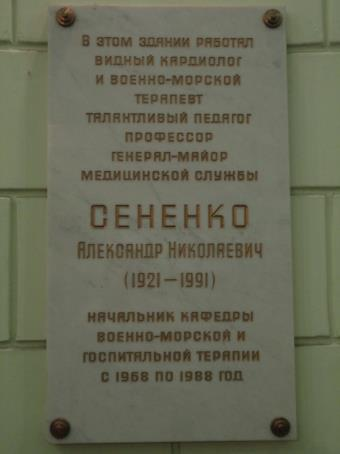 В ЭТОМ ЗДАНИИ РАБОТАЛ
ВИДНЫЙ КАРДИОЛОГ
И ВОЕННО-МОРСКОЙ
ТЕРАПЕВТ
ТАЛАНТЛИВЫЙ ПЕДАГОГ
ПРОФЕССОР
ГЕНЕРАЛ-МАЙОР
МЕДИЦИНСКОЙ СЛУЖБЫ
СЕНЕНКО
АЛЕКСАНДР НИКОЛАЕВИЧ
(1921-1991)
НАЧАЛЬНИК КАФЕДРЫ
ВОЕННО-МОРСКОЙ И
ГОСПИТАЛЬНОЙ ТЕРАПИИ
С 1968 ПО 1988 ГОД